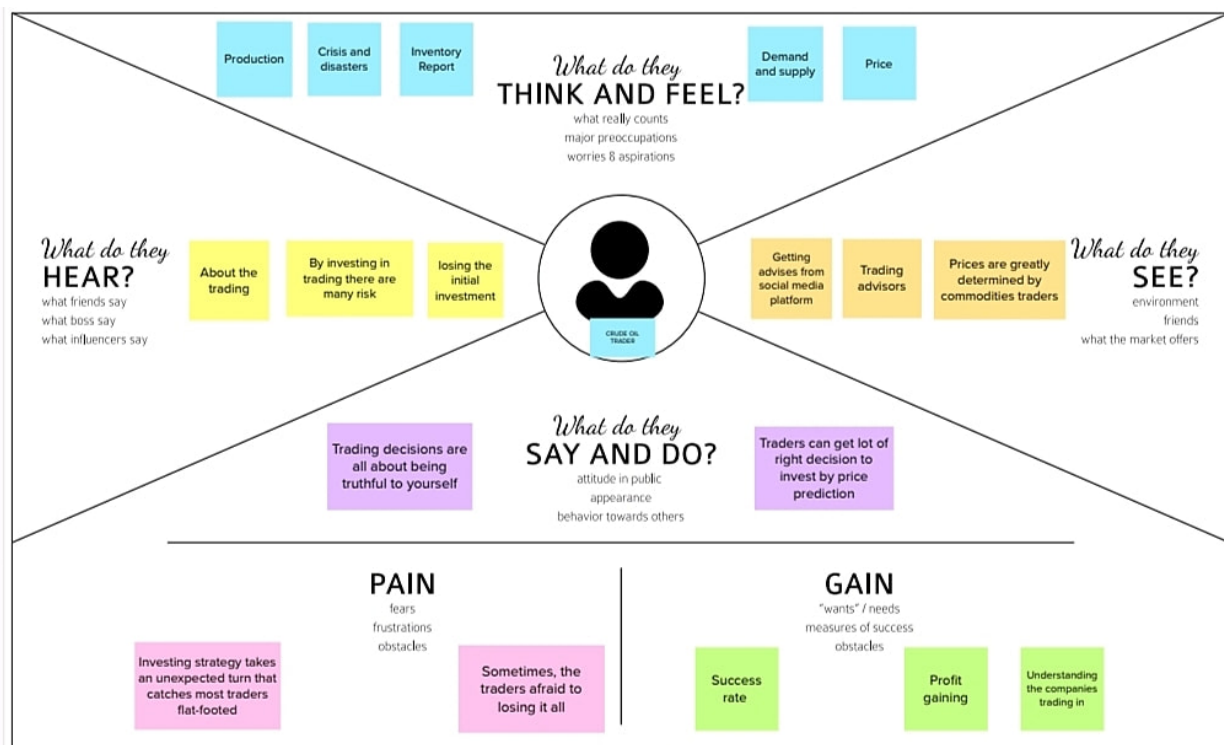 Production
Crisis and
disasters
Inventory
Report
What do they
THINK AND FEEL?
what really counts
major preoccupations
worries & aspirations
Demand
and supply
Price
What do they
HEAR?
what friends say
what boss say
what influencers say
About the
trading
By investing in
trading there are
many risk
losing the
initial
investment
CRUDE OIL
TRADER
Getting
advises from
social media
platform
Trading
advisors
Prices are greatly
determined by
commodities traders
What do they
SEE?
environment
friends
what the market offers
Trading decisions are
all about being
truthful to yourself
What do they
SAY AND DO?
attitude in public
appearance
behavior towards others
Traders can get lot of
right decision to
invest by price
prediction
PAIN
fears
frustrations
obstacles
Investing strategy takes
an unexpected turn that
catches most traders
flat-footed
Sometimes, the
traders afraid to
losing it all
GAIN
"wants" / needs
measures of success
obstacles
Success
rate
Profit
gaining
Understanding
the companies
trading in